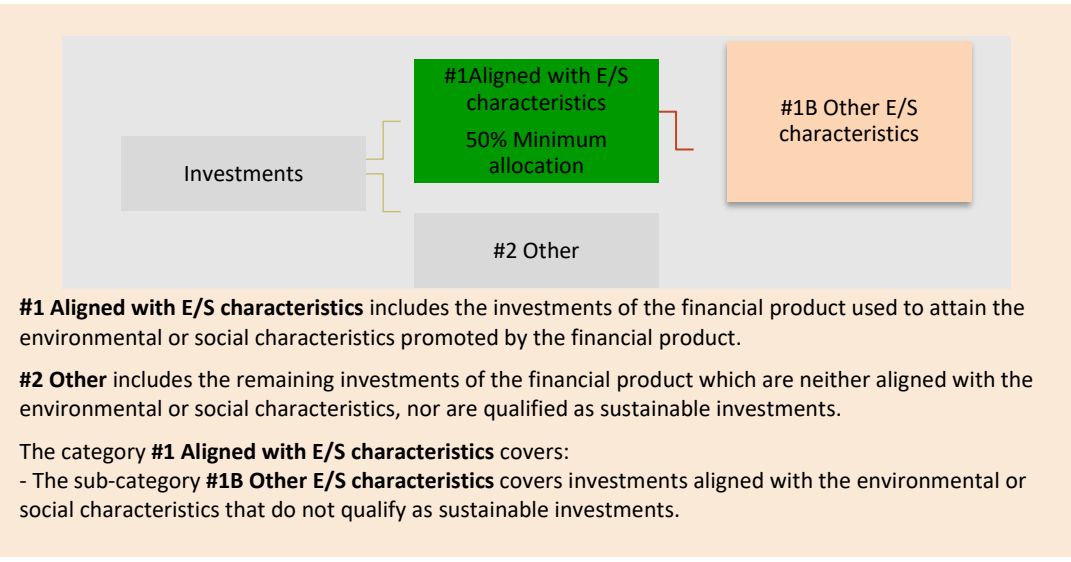 Investments
#1Aligned with E/S
characteristics
50% Minimum
allocation
#2 Other
#1B Other E/S
characteristics
#1 Aligned with E/S characteristics includes the investments of the financial product used to attain the
environmental or social characteristics promoted by the financial product.
#2 Other includes the remaining investments of the financial product which are neither aligned with the
environmental or social characteristics, nor are qualified as sustainable investments.
The category #1 Aligned with E/S characteristics covers:
- The sub-category #1B Other E/S characteristics covers investments aligned with the environmental or
social characteristics that do not qualify as sustainable investments.